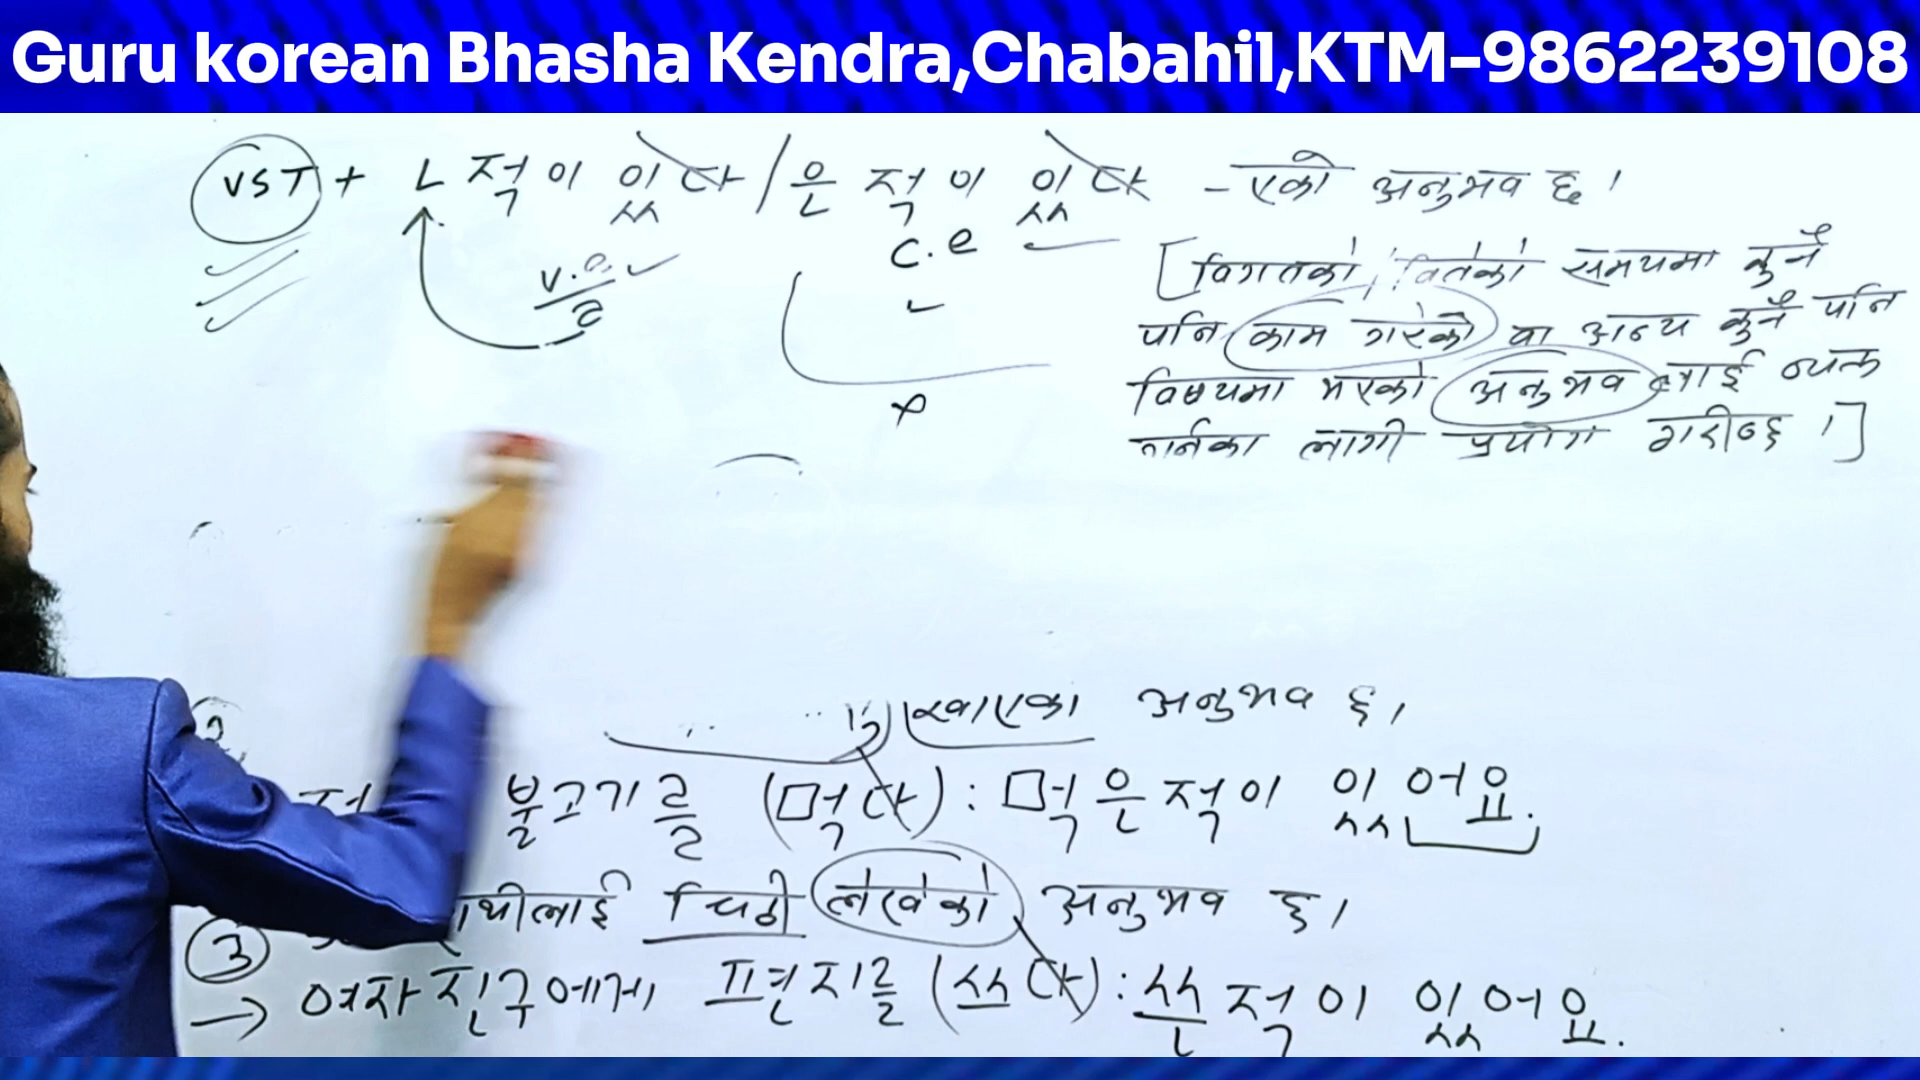 Guru korean Bhasha Kendra,Chabahil,KTM-9862239108
VST + ㄴ 적이 있다 / 은 적이 있다 - एको अनुभव छ।
v.e. ㄹ
c.e
[विगतको / वितेको समयमा कुनै
पनि काम गरेको वा अन्य कुनै पनि
विषयमा भएको अनुभव लाई व्यक्त
गर्नका लागी प्रयोग गरीन्छ।]
खाएको अनुभव छ।
불고기를 (먹다) : 먹은 적이 있어요.
③ चिठी लेखेको अनुभव छ।
→ 여자 친구에게 편지를 (쓰다) : 쓴 적이 있어요.